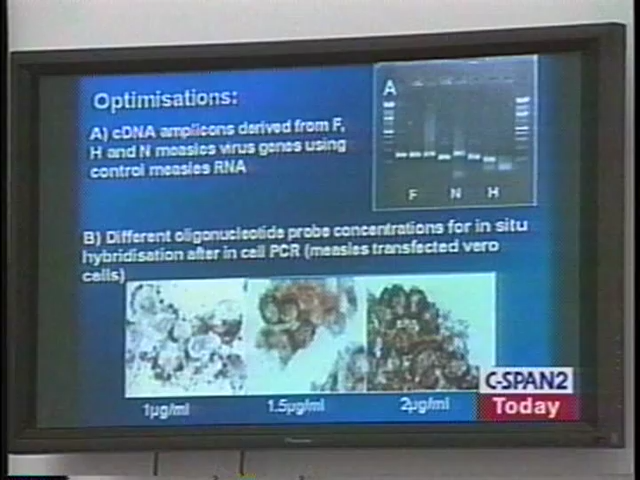 Optimisations:
A) cDNA amplicons derived from F,
H and N measles virus genes using
control measles RNA
A
F N H
B) Different oligonucleotide probe concentrations for in situ
hybridisation after in cell PCR (measles transfected vero
cells)
1µg/ml 1.5µg/ml 2µg/ml
C-SPAN2
Today